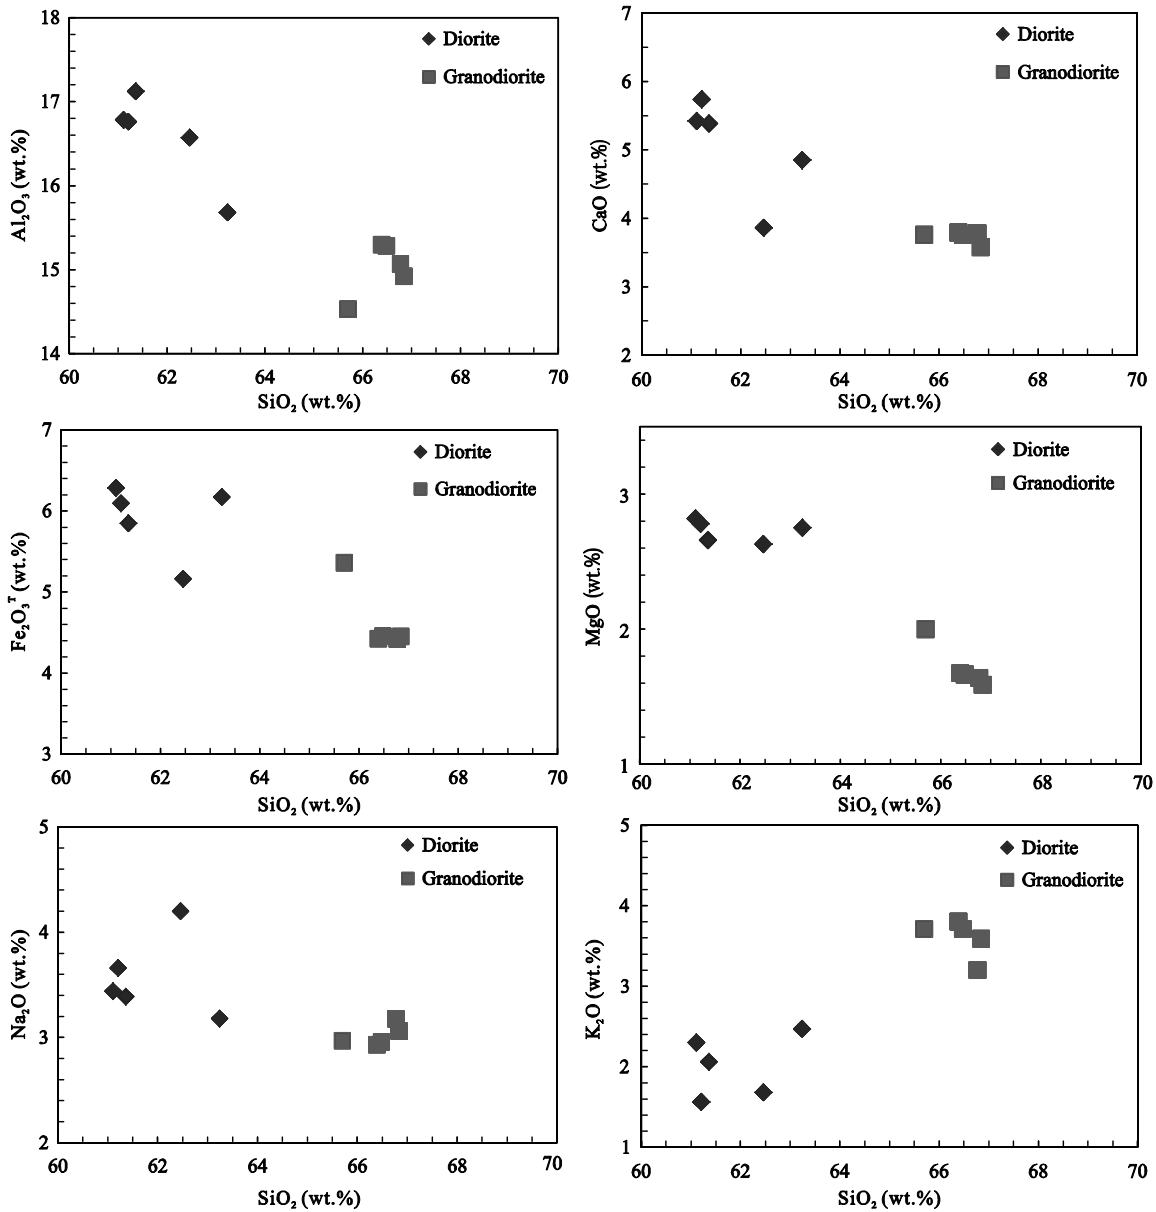 18
17
16
15
14
Al₂O₃ (wt.%)
Diorite
Granodiorite
60 62 64 66 68 70
SiO₂ (wt.%)
7
6
5
4
3
2
CaO (wt.%)
Diorite
Granodiorite
60 62 64 66 68 70
SiO₂ (wt.%)
7
6
5
4
3
Fe₂O₃ᵀ (wt.%)
Diorite
Granodiorite
60 62 64 66 68 70
SiO₂ (wt.%)
3
2
1
MgO (wt.%)
Diorite
Granodiorite
60 62 64 66 68 70
SiO₂ (wt.%)
5
4
3
2
Na₂O (wt.%)
Diorite
Granodiorite
60 62 64 66 68 70
SiO₂ (wt.%)
5
4
3
2
1
K₂O (wt.%)
Diorite
Granodiorite
60 62 64 66 68 70
SiO₂ (wt.%)